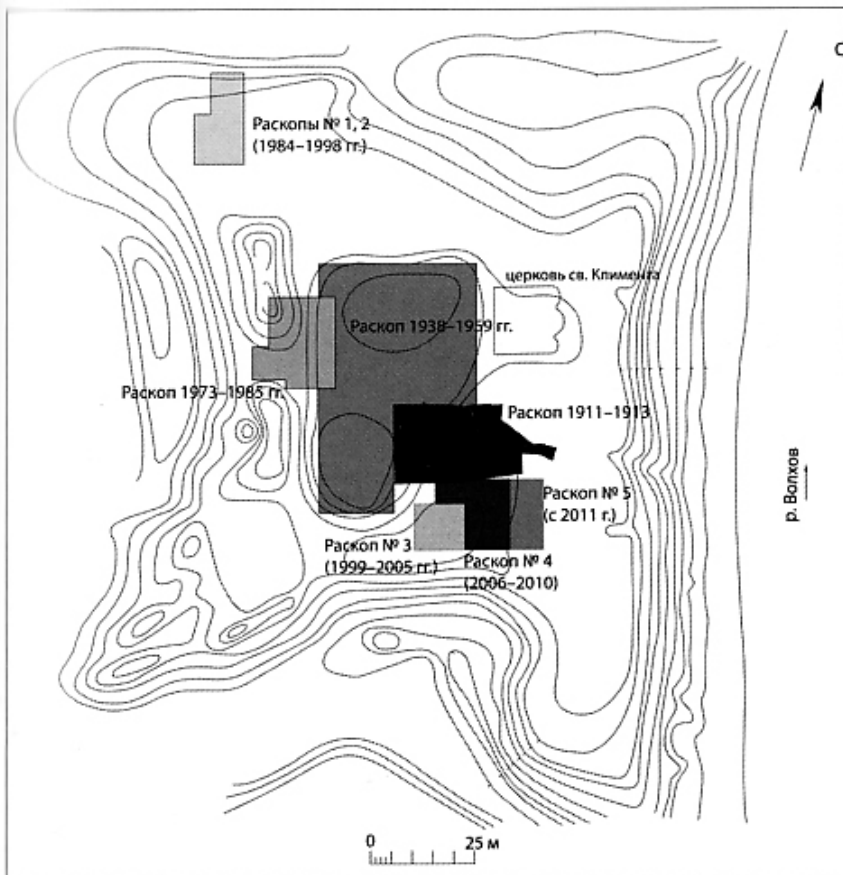 С
Раскопы № 1, 2
(1984–1998 гг.)
церковь св. Климента
Раскоп 1938–1959 гг.
Раскоп 1973–1985 гг.
Раскоп 1911–1913
р. Волхов
Раскоп № 5
(с 2011 г.)
Раскоп № 3
(1999–2005 гг.)
Раскоп № 4
(2006–2010)
0 25 м